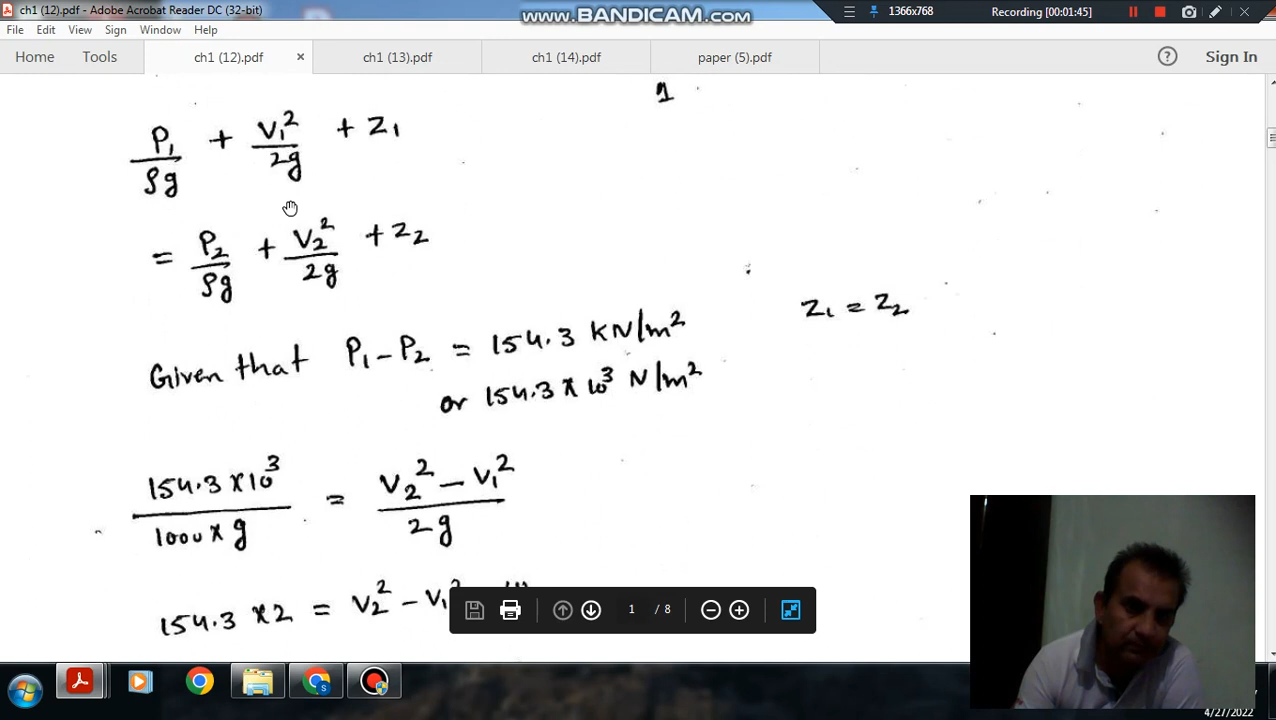 ch1 (12).pdf - Adobe Acrobat Reader DC (32-bit)
www.BANDICAM.com
1366x768
Recording [00:01:45]
File Edit View Sign Window Help
Home Tools ch1 (12).pdf × ch1 (13).pdf ch1 (14).pdf paper (5).pdf ? Sign In
1
P₁/ρg + V₁²/2g + Z₁
= P₂/ρg + V₂²/2g + Z₂
Z₁ = Z₂
Given that P₁ - P₂ = 154.3 KN/m²
or 154.3 × 10³ N/m²
154.3 × 10³/1000 × g = V₂² - V₁²/2g
154.3 × 2 = V₂² - V₁²
1 / 8
4/27/2022